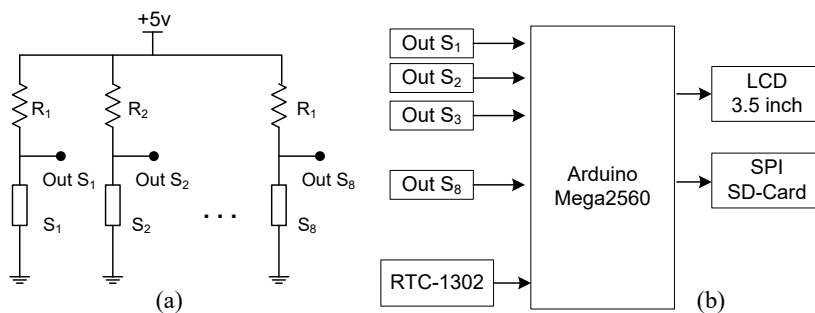 +5v
R1
R2
R1
Out S1
Out S2
Out S8
S1
S2
. . .
S8
(a)
Out S1
Out S2
Out S3
Out S8
RTC-1302
Arduino
Mega2560
LCD
3.5 inch
SPI
SD-Card
(b)